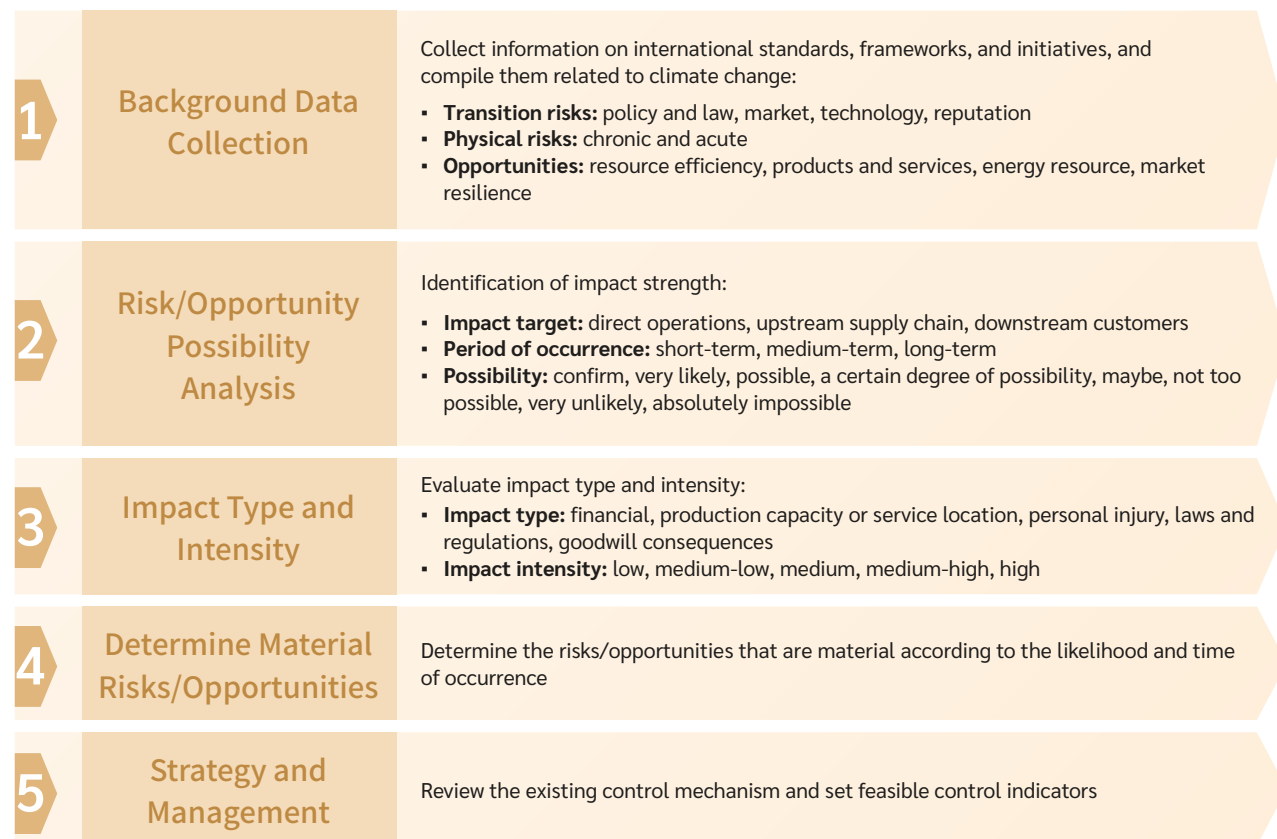 1
Background Data
Collection
Collect information on international standards, frameworks, and initiatives, and
compile them related to climate change:
▪ Transition risks: policy and law, market, technology, reputation
▪ Physical risks: chronic and acute
▪ Opportunities: resource efficiency, products and services, energy resource, market
resilience
2
Risk/Opportunity
Possibility
Analysis
Identification of impact strength:
▪ Impact target: direct operations, upstream supply chain, downstream customers
▪ Period of occurrence: short-term, medium-term, long-term
▪ Possibility: confirm, very likely, possible, a certain degree of possibility, maybe, not too
possible, very unlikely, absolutely impossible
3
Impact Type and
Intensity
Evaluate impact type and intensity:
▪ Impact type: financial, production capacity or service location, personal injury, laws and
regulations, goodwill consequences
▪ Impact intensity: low, medium-low, medium, medium-high, high
4
Determine Material
Risks/Opportunities
Determine the risks/opportunities that are material according to the likelihood and time
of occurrence
5
Strategy and
Management
Review the existing control mechanism and set feasible control indicators